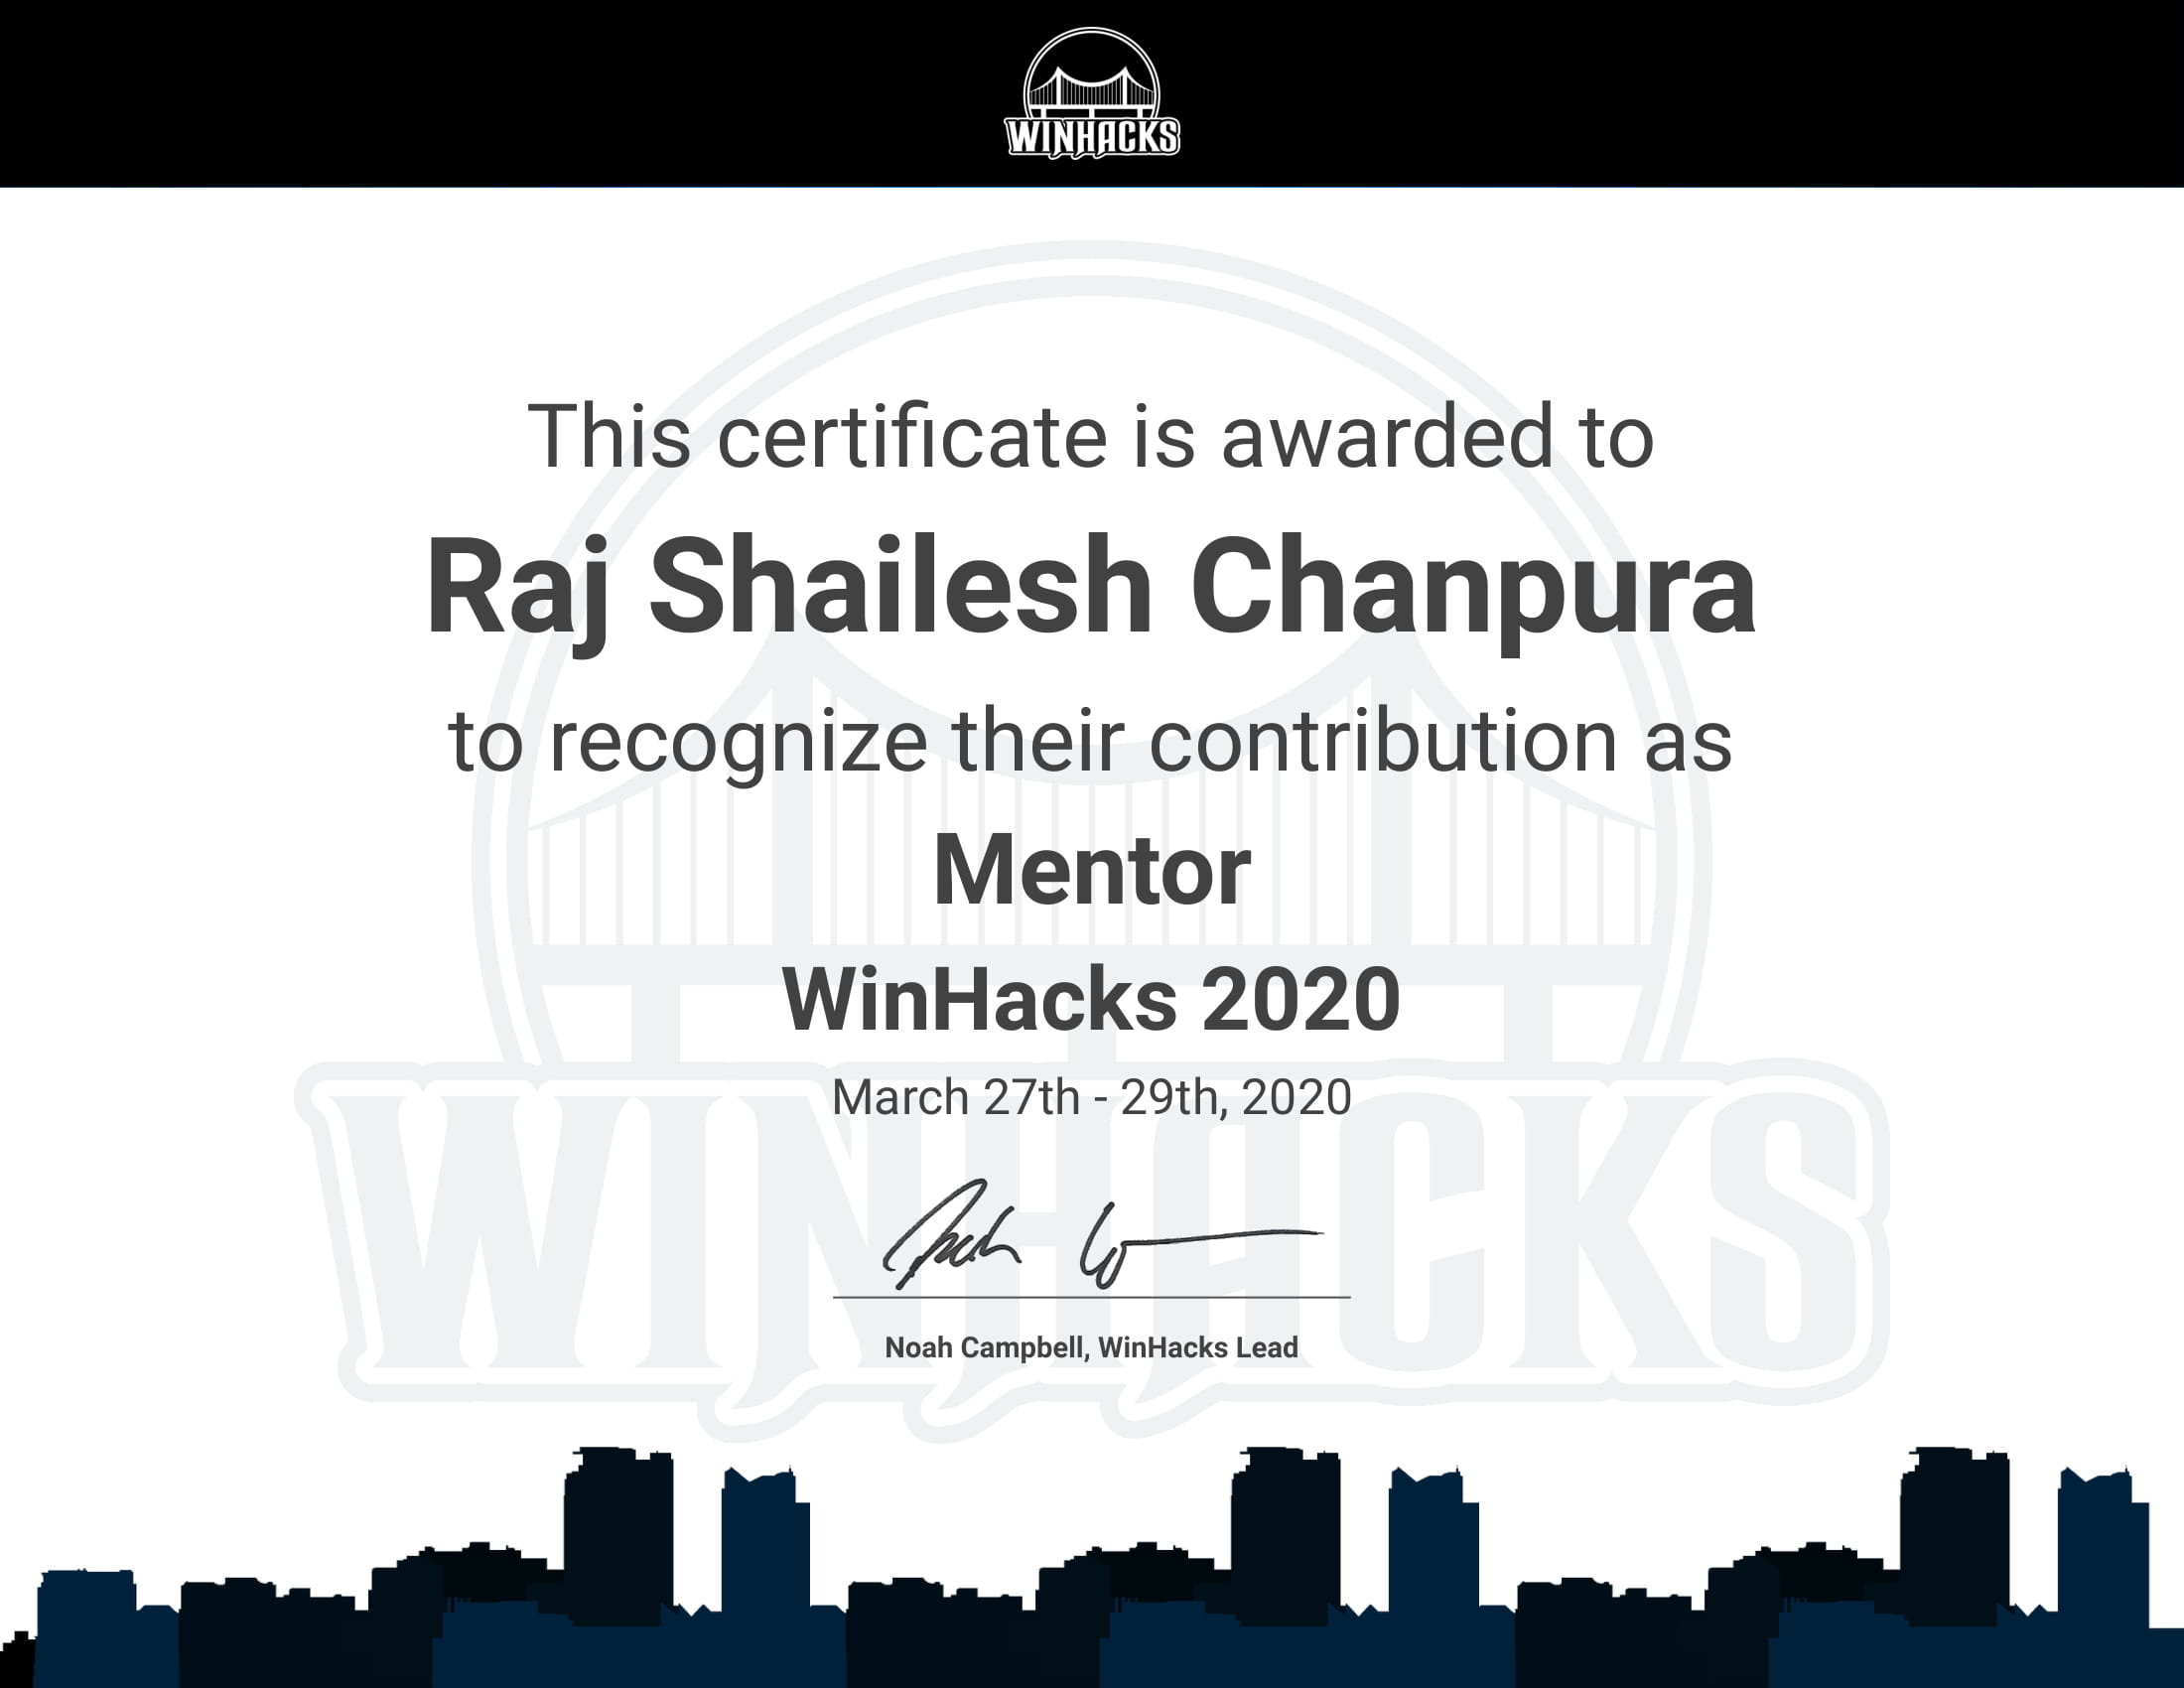 WINHACKS
This certificate is awarded to
Raj Shailesh Chanpura
to recognize their contribution as
Mentor
WinHacks 2020
March 27th - 29th, 2020
WINHACKS
Noah Campbell, WinHacks Lead